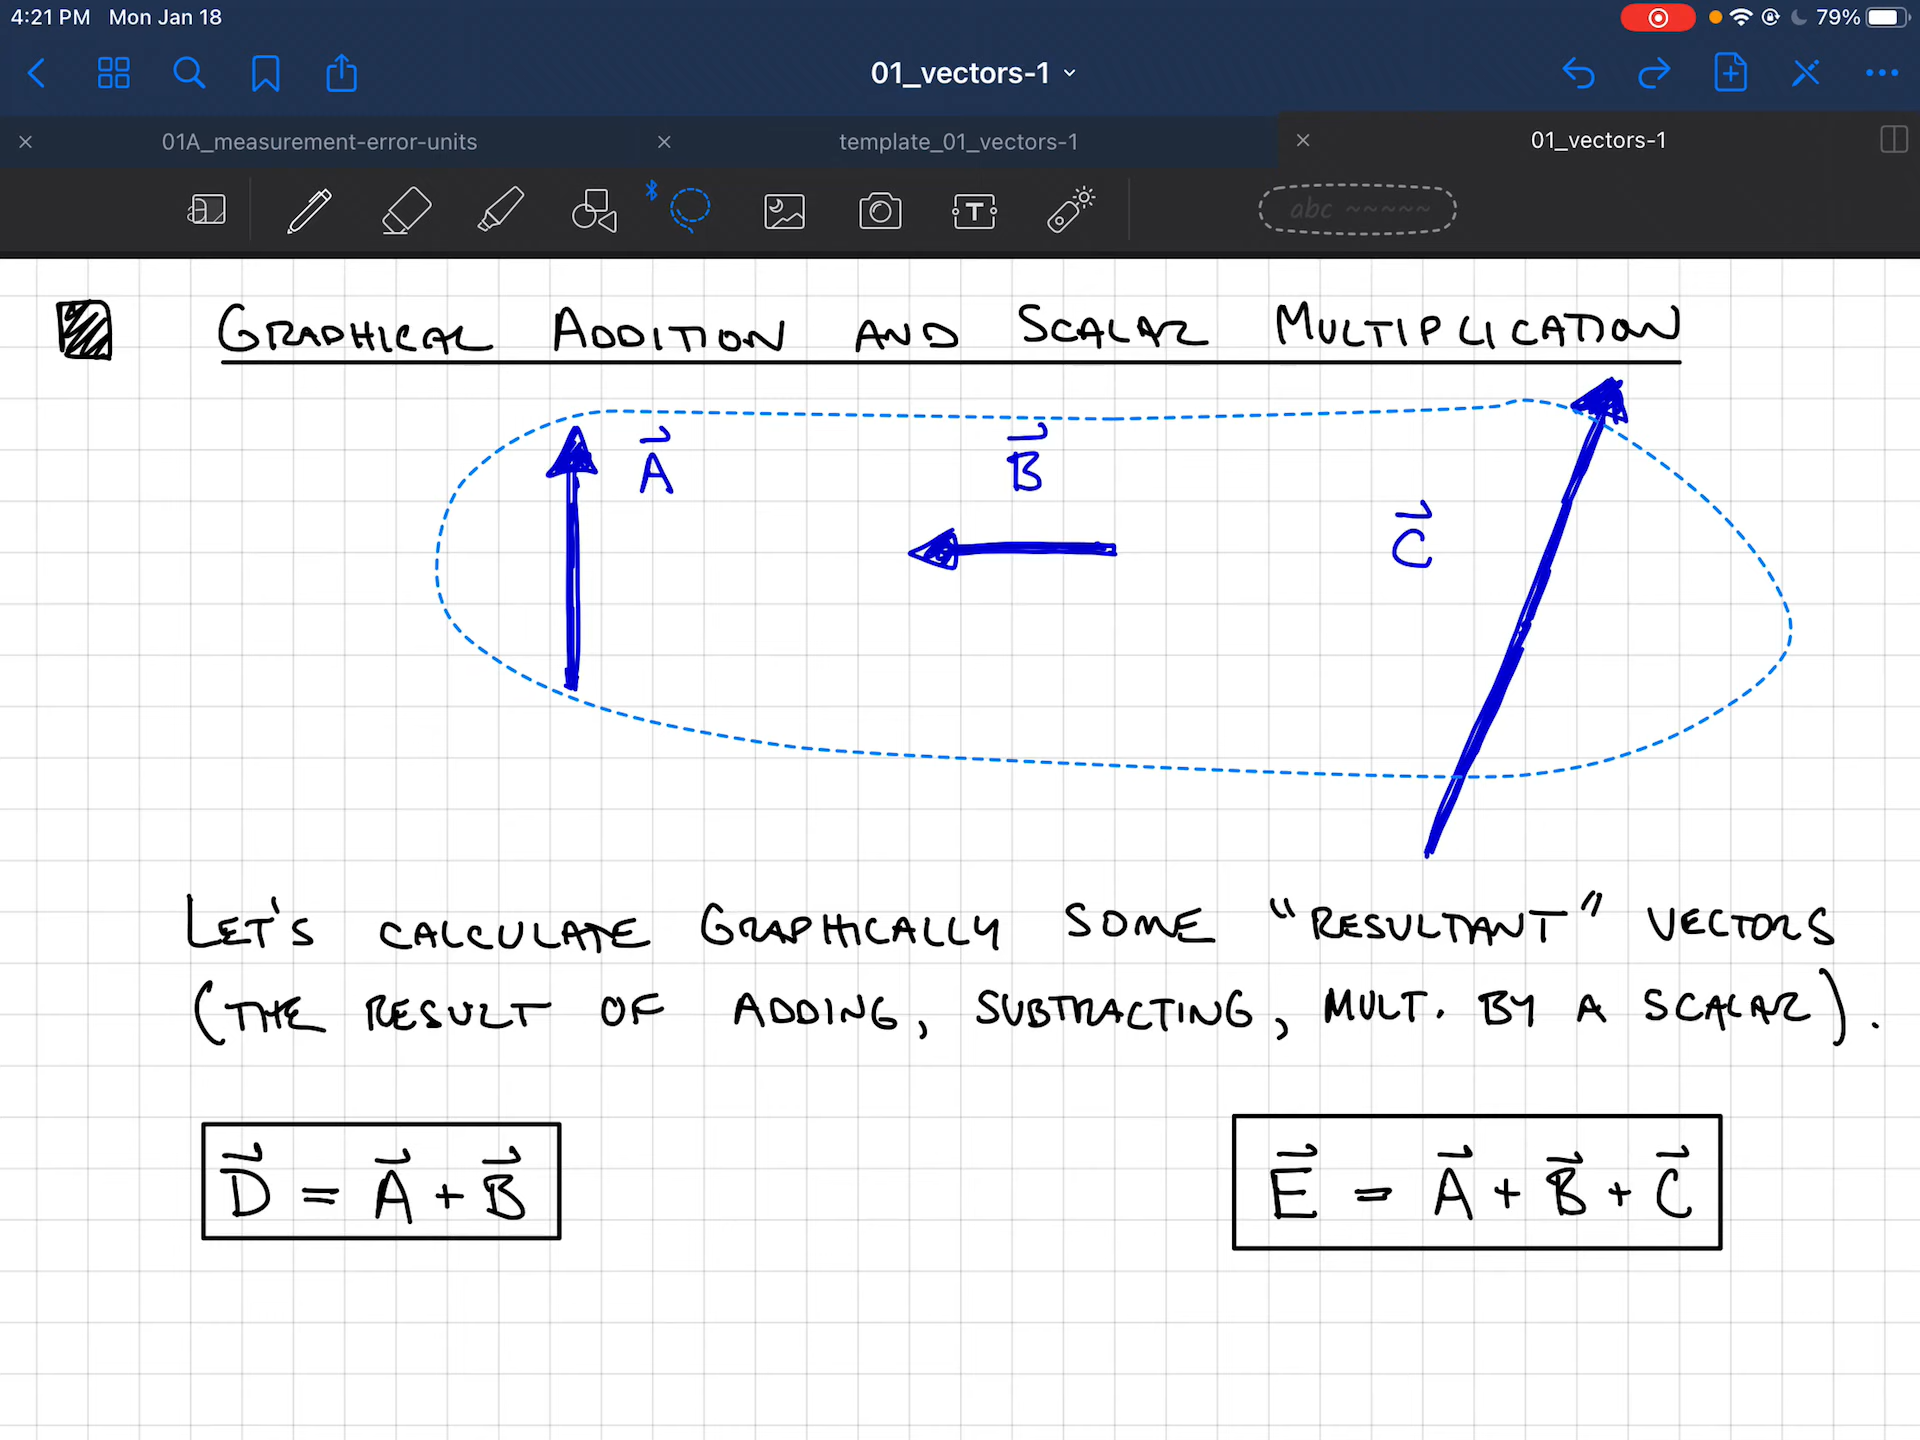 4:21 PM Mon Jan 18
79%
01_vectors-1
01A_measurement-error-units
template_01_vectors-1
01_vectors-1
T
abc
GRAPHICAL ADDITION AND SCALAR MULTIPLICATION
A⃗
B⃗
C⃗
LET'S CALCULATE GRAPHICALLY SOME "RESULTANT" VECTORS
(THE RESULT OF ADDING, SUBTRACTING, MULT. BY A SCALAR).
D⃗ = A⃗ + B⃗
E⃗ = A⃗ + B⃗ + C⃗